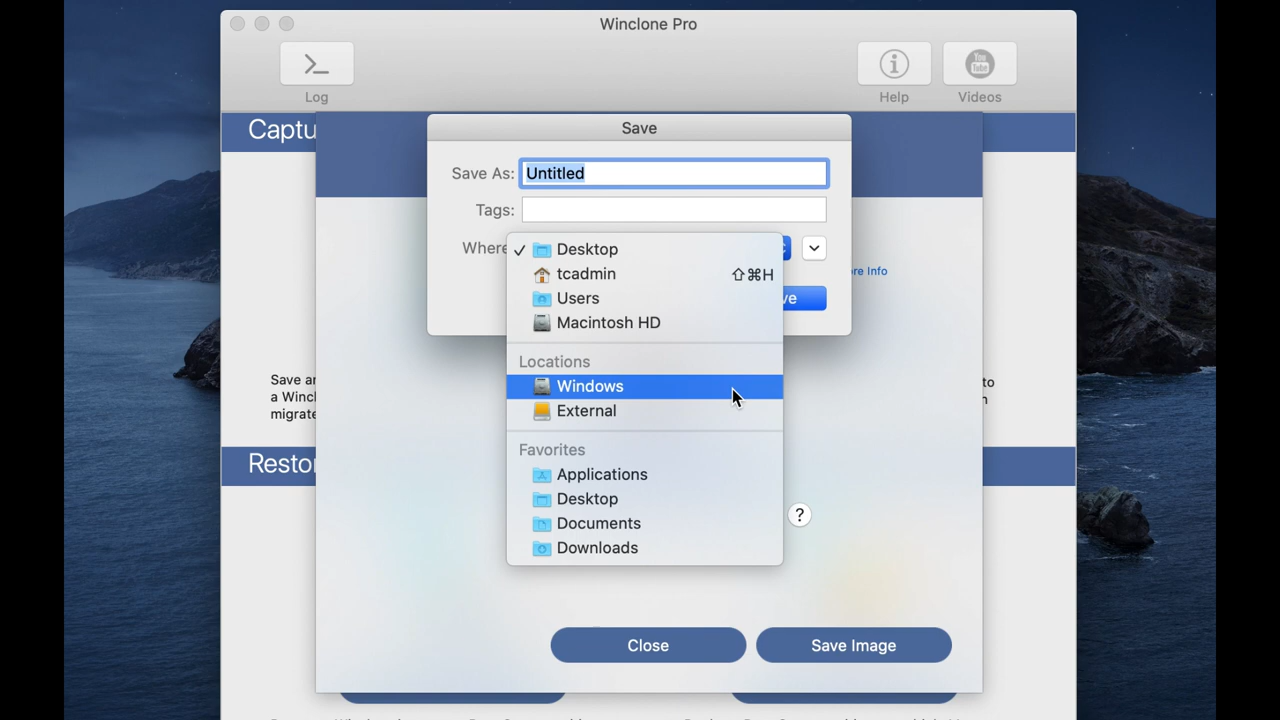 Winclone Pro
Log
Help
Videos
Captu
Save
Save As: Untitled
Tags:
Where
Desktop
tcadmin ⇧⌘H
Users
Macintosh HD
Locations
Windows
External
Favorites
Applications
Desktop
Documents
Downloads
re Info
ve
Save ar
a Wincl
migrate
to
Restor
?
Close
Save Image